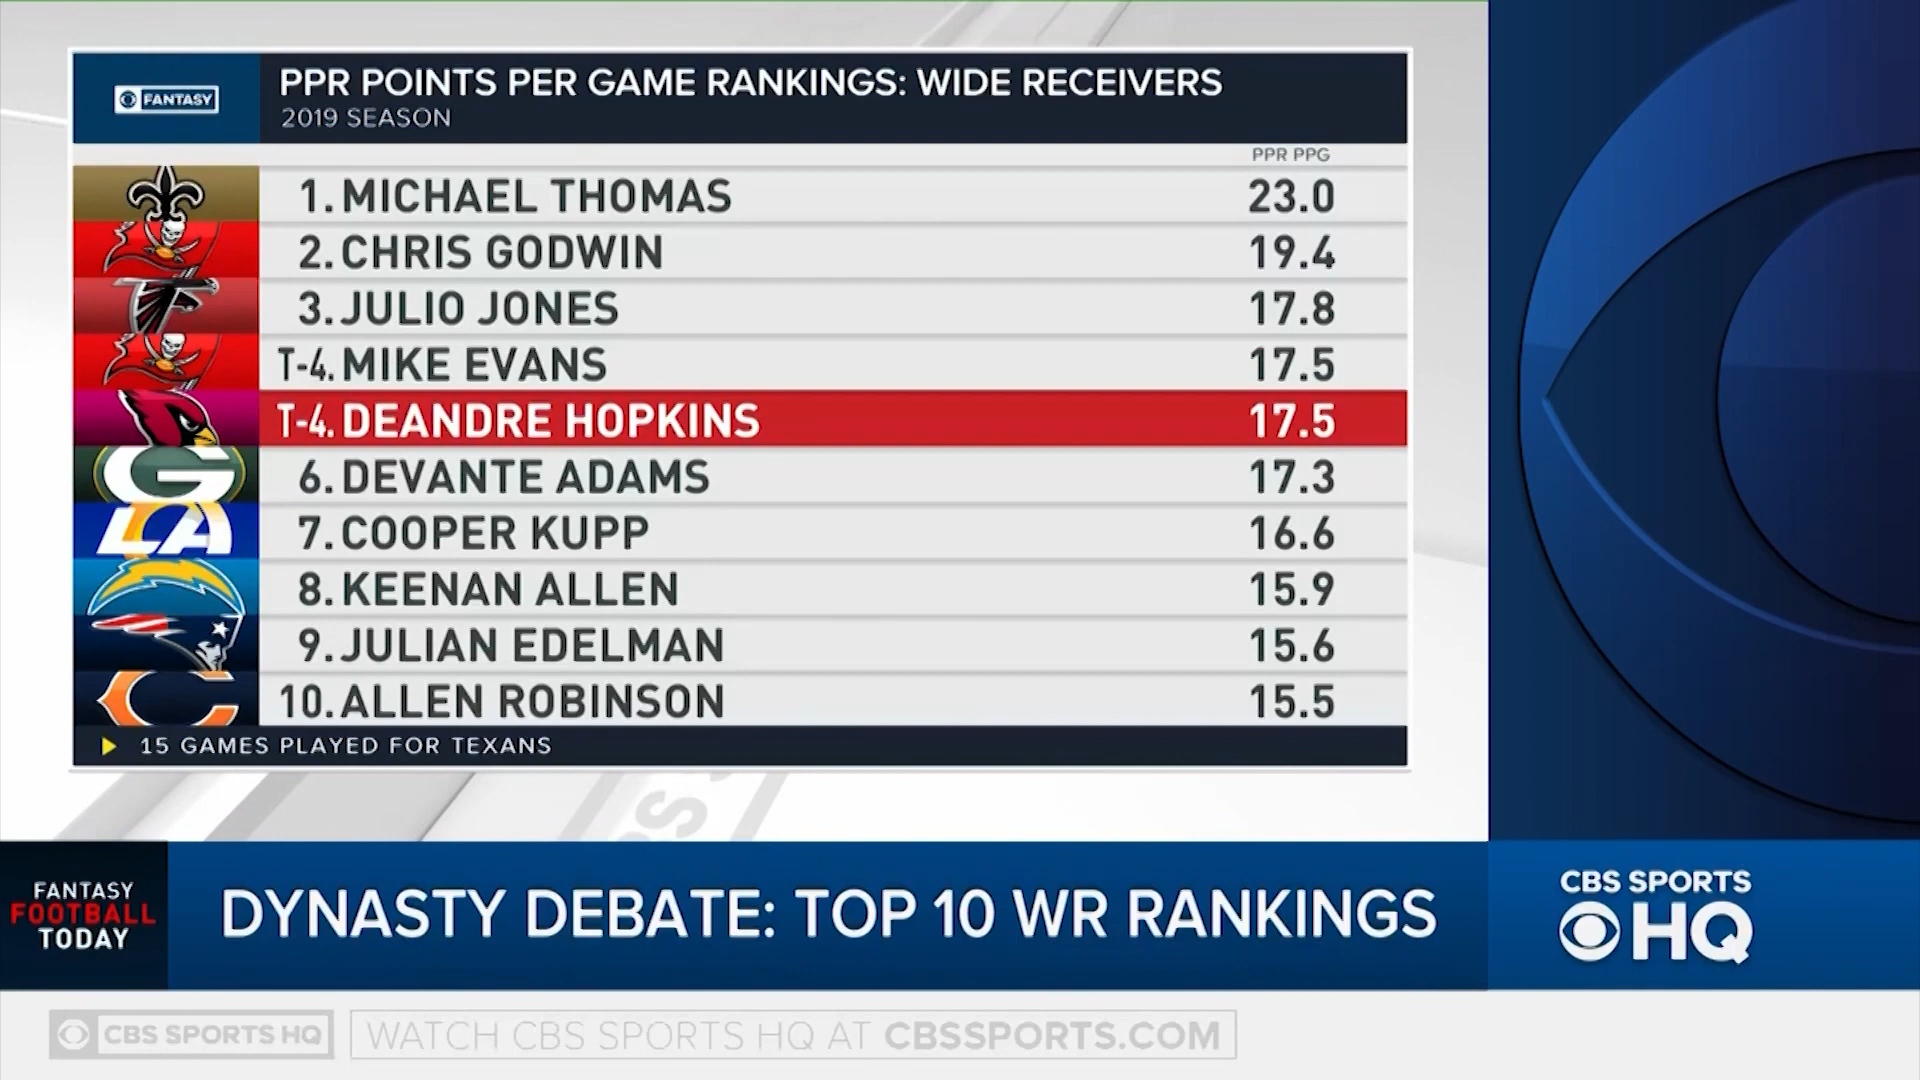 FANTASY
PPR POINTS PER GAME RANKINGS: WIDE RECEIVERS
2019 SEASON
PPR PPG
1. MICHAEL THOMAS 23.0
2. CHRIS GODWIN 19.4
3. JULIO JONES 17.8
T-4. MIKE EVANS 17.5
T-4. DEANDRE HOPKINS 17.5
6. DEVANTE ADAMS 17.3
7. COOPER KUPP 16.6
8. KEENAN ALLEN 15.9
9. JULIAN EDELMAN 15.6
10. ALLEN ROBINSON 15.5
15 GAMES PLAYED FOR TEXANS
FANTASY
FOOTBALL
TODAY
DYNASTY DEBATE: TOP 10 WR RANKINGS
CBS SPORTS
HQ
CBS SPORTS HQ
WATCH CBS SPORTS HQ AT CBSSPORTS.COM